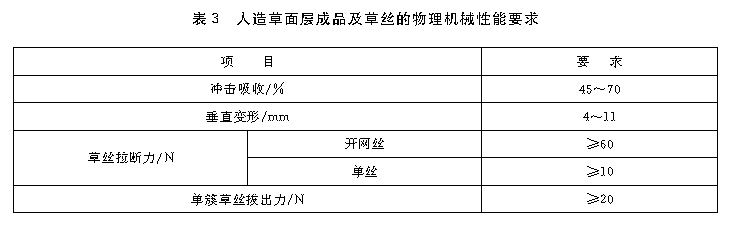 表 3 人造草面层成品及草丝的物理机械性能要求
项 目 要 求
冲击吸收/% 45～70
垂直变形/mm 4～11
草丝拉断力/N 开网丝 ≥60
单丝 ≥10
单簇草丝拔出力/N ≥20